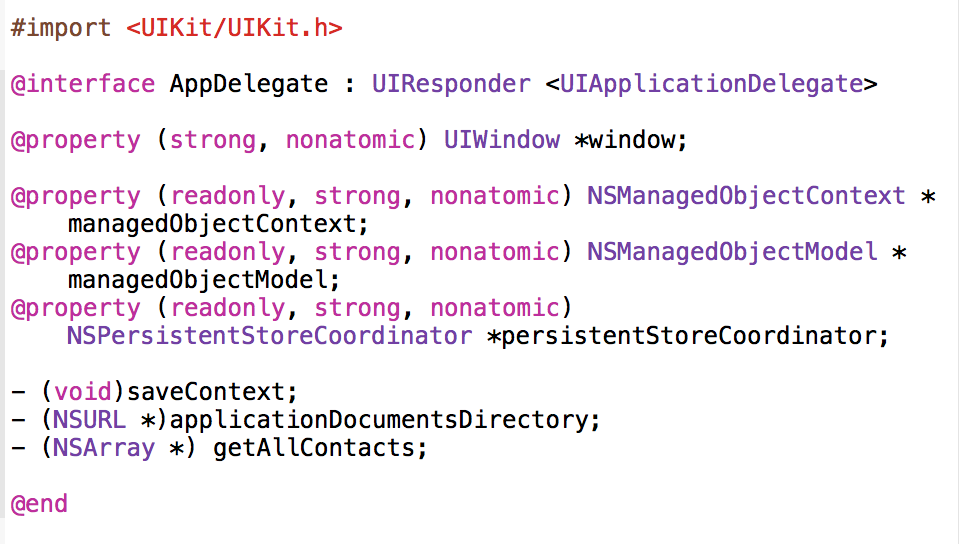 #import <UIKit/UIKit.h>
@interface AppDelegate : UIResponder <UIApplicationDelegate>
@property (strong, nonatomic) UIWindow *window;
@property (readonly, strong, nonatomic) NSManagedObjectContext *
managedObjectContext;
@property (readonly, strong, nonatomic) NSManagedObjectModel *
managedObjectModel;
@property (readonly, strong, nonatomic)
NSPersistentStoreCoordinator *persistentStoreCoordinator;
- (void)saveContext;
- (NSURL *)applicationDocumentsDirectory;
- (NSArray *) getAllContacts;
@end